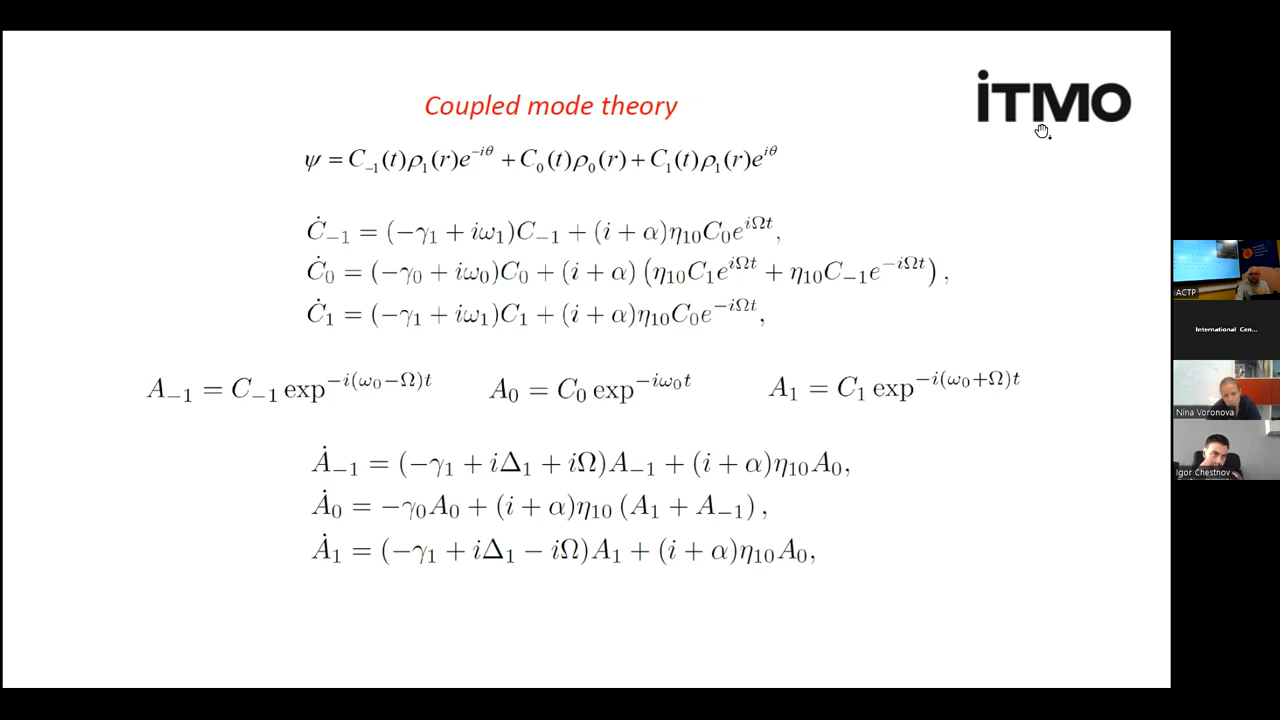 Coupled mode theory
iTMO
ψ = C₋₁(t)ρ₁(r)e^{-iθ} + C₀(t)ρ₀(r) + C₁(t)ρ₁(r)e^{iθ}
Ċ₋₁ = (−γ₁ + iω₁)C₋₁ + (i + α)η₁₀C₀e^{iΩt},
Ċ₀ = (−γ₀ + iω₀)C₀ + (i + α) (η₁₀C₁e^{iΩt} + η₁₀C₋₁e^{−iΩt}),
Ċ₁ = (−γ₁ + iω₁)C₁ + (i + α)η₁₀C₀e^{−iΩt},
A₋₁ = C₋₁ exp^{−i(ω₀−Ω)t} A₀ = C₀ exp^{−iω₀t} A₁ = C₁ exp^{−i(ω₀+Ω)t}
Ȧ₋₁ = (−γ₁ + iΔ₁ + iΩ)A₋₁ + (i + α)η₁₀A₀,
Ȧ₀ = −γ₀A₀ + (i + α)η₁₀ (A₁ + A₋₁),
Ȧ₁ = (−γ₁ + iΔ₁ − iΩ)A₁ + (i + α)η₁₀A₀,
ACTP
International Cen...
Nina Voronova
Igor Chestnov